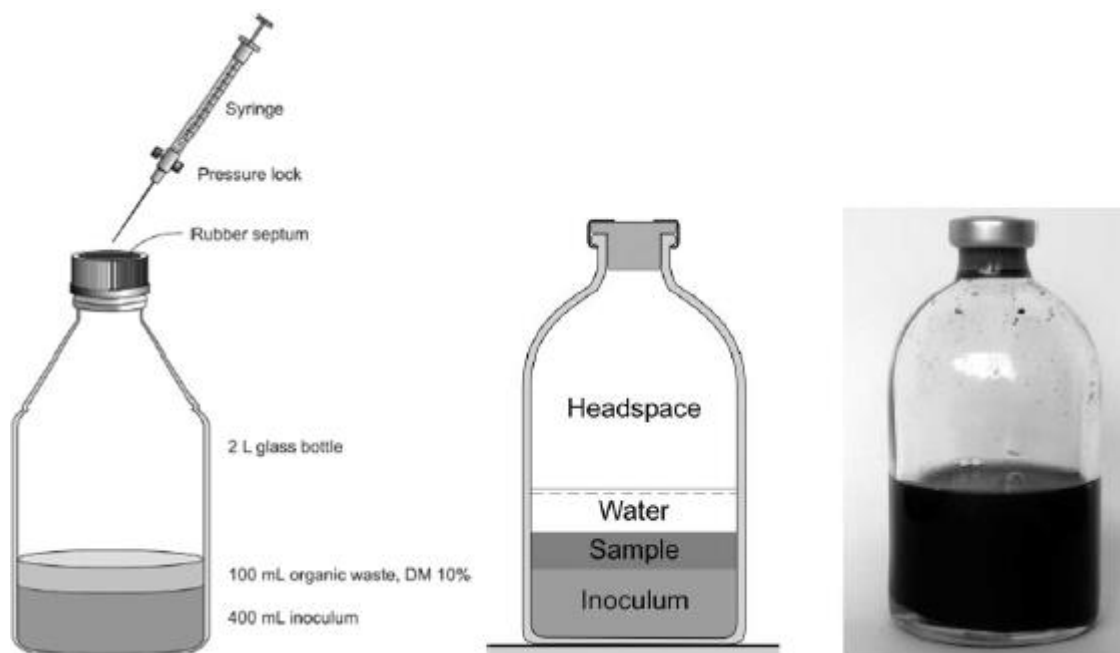 Syringe
Pressure lock
Rubber septum
2 L glass bottle
100 mL organic waste, DM 10%
400 mL inoculum
Headspace
Water
Sample
Inoculum